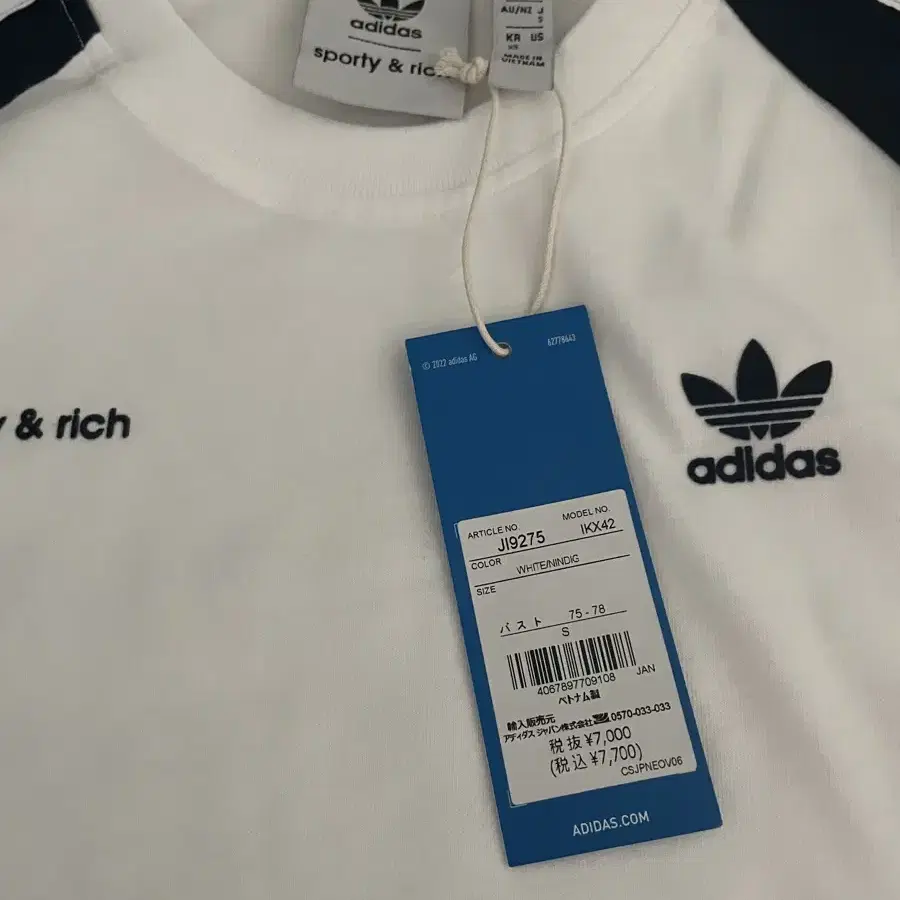 adidas
sporty & rich
AU/NZ J
S S
KR US
MADE IN
VIETNAM
y & rich
adidas
© 2022 adidas AG
62778643
ARTICLE NO. MODEL NO.
JI9275 IKX42
COLOR
WHITE/NINDIG
SIZE
バスト 75-78
S
4067897709108 JAN
ベトナム製
輸入販売元
アディダス ジャパン株式会社 0570-033-033
税抜¥7,000
(税込¥7,700)
CSJPNEOV06
ADIDAS.COM